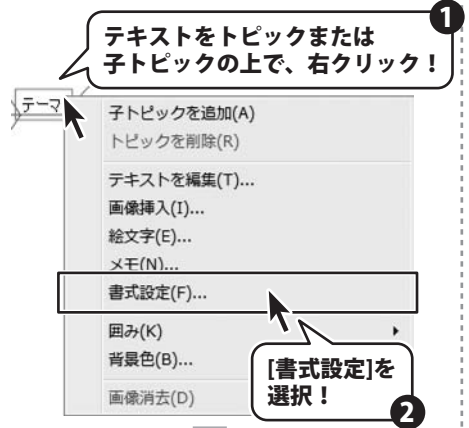 ❶
テキストをトピックまたは
子トピックの上で、右クリック！
テーマ
子トピックを追加(A)
トピックを削除(R)
テキストを編集(T)...
画像挿入(I)...
絵文字(E)...
メモ(N)...
書式設定(F)...
囲み(K)
背景色(B)...
[書式設定]を
選択！
画像消去(D)
❷